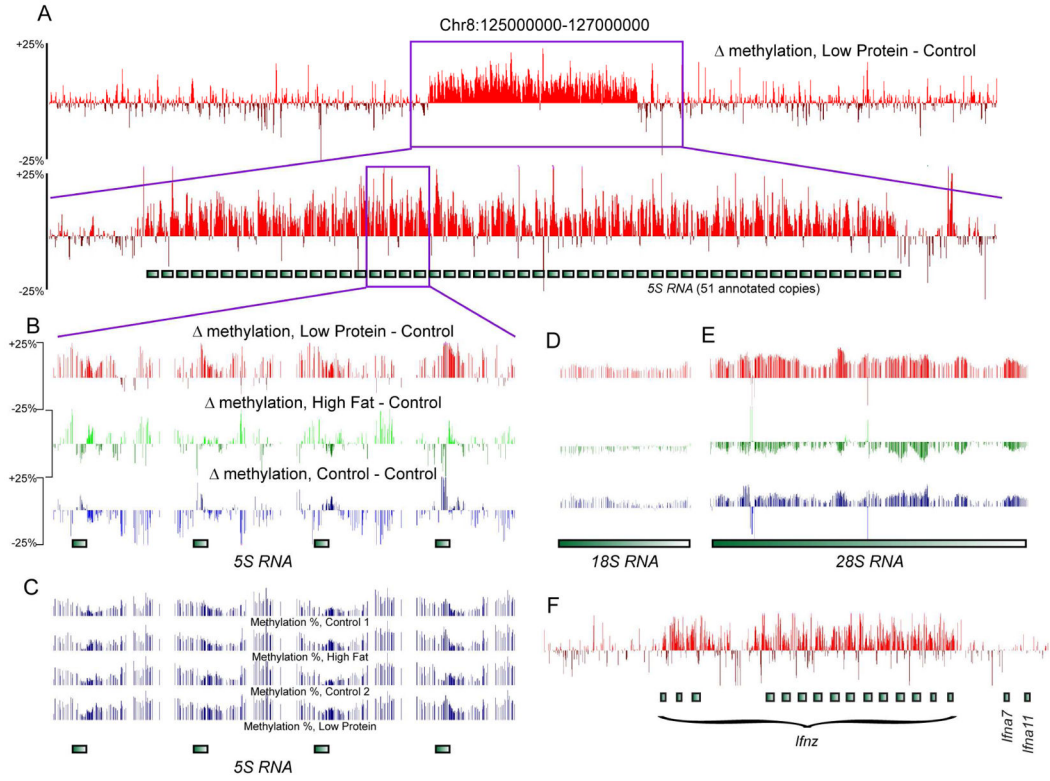 A
Chr8:125000000-127000000
+25%
Δ methylation, Low Protein - Control
-25%
+25%
-25%
5S RNA (51 annotated copies)
B
Δ methylation, Low Protein - Control
+25%
-25%
Δ methylation, High Fat - Control
+25%
Δ methylation, Control - Control
-25%
5S RNA
C
Methylation %, Control 1
Methylation %, High Fat
Methylation %, Control 2
Methylation %, Low Protein
5S RNA
D
18S RNA
E
28S RNA
F
Ifnz
Ifna7
Ifna11